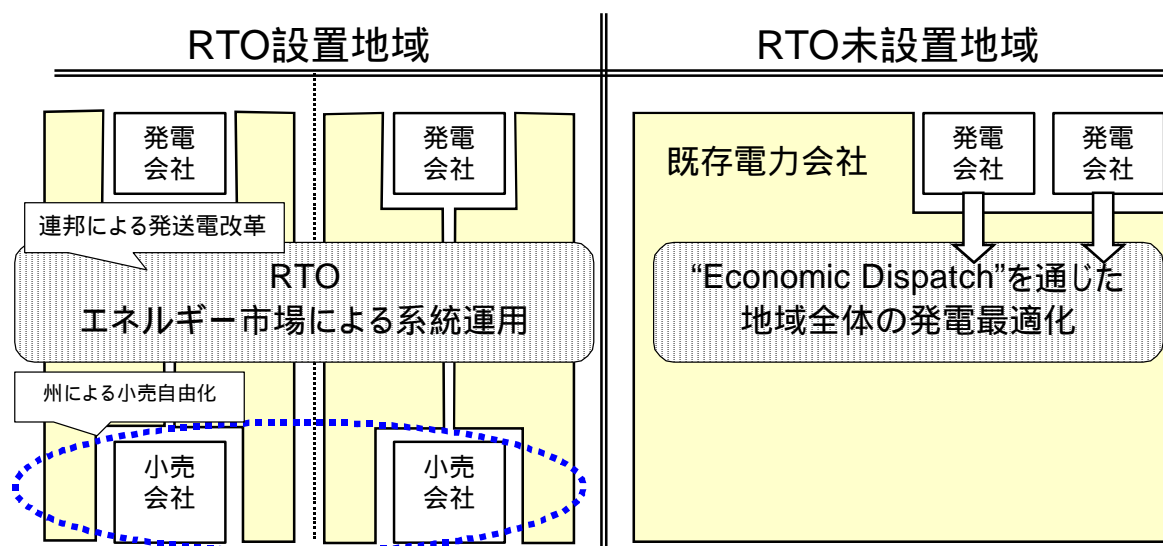 RTO設置地域
RTO未設置地域
発電
会社
発電
会社
連邦による発送電改革
RTO
エネルギー市場による系統運用
州による小売自由化
小売
会社
小売
会社
既存電力会社
発電
会社
発電
会社
“Economic Dispatch”を通じた
地域全体の発電最適化